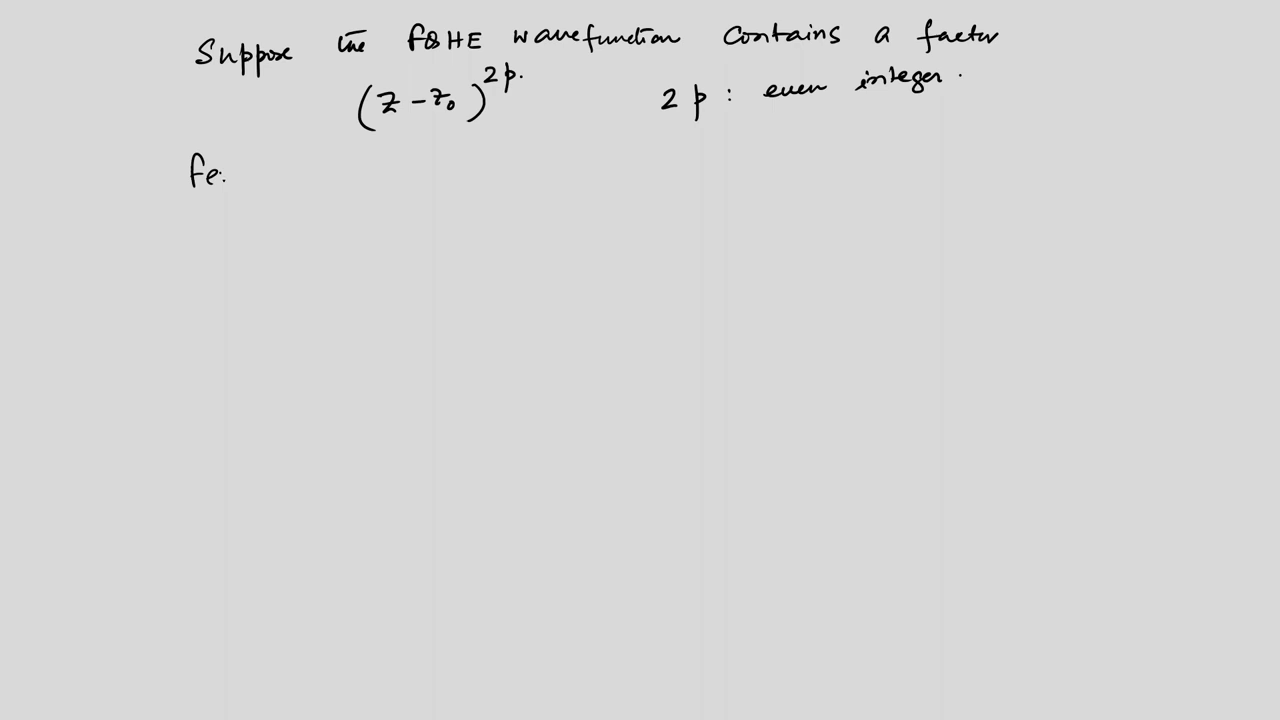 Suppose the FQHE wavefunction contains a factor
(z - z₀)^{2p}. 2p : even integer.
Fe